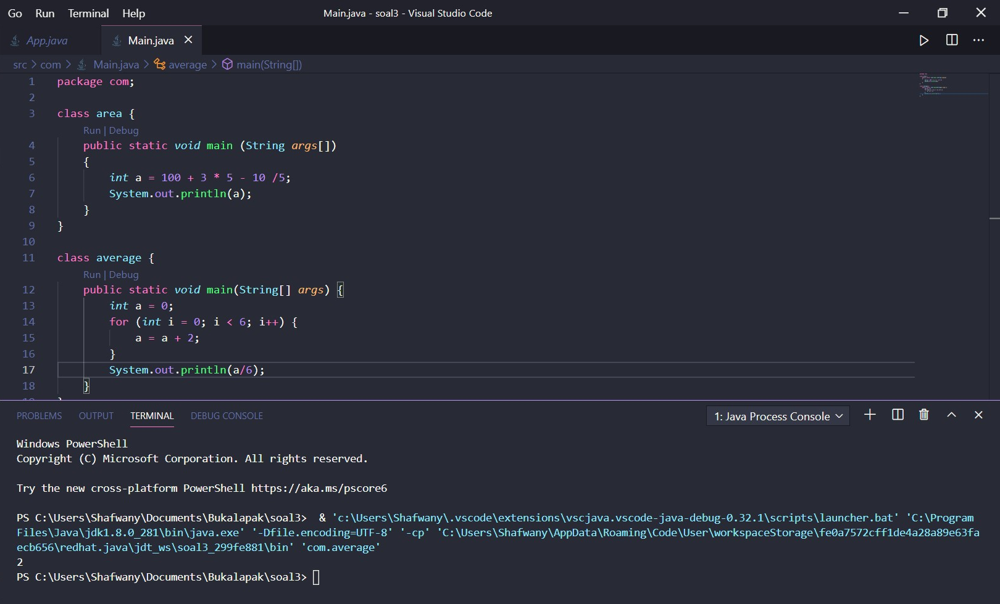 Go Run Terminal Help Main.java - soal3 - Visual Studio Code
App.java Main.java
src > com > Main.java > average > main(String[])
1 package com;
2
3 class area {
Run | Debug
4 public static void main (String args[])
5 {
6 int a = 100 + 3 * 5 - 10 /5;
7 System.out.println(a);
8 }
9 }
10
11 class average {
Run | Debug
12 public static void main(String[] args) {
13 int a = 0;
14 for (int i = 0; i < 6; i++) {
15 a = a + 2;
16 }
17 System.out.println(a/6);
18 }
PROBLEMS OUTPUT TERMINAL DEBUG CONSOLE 1: Java Process Console
Windows PowerShell
Copyright (C) Microsoft Corporation. All rights reserved.
Try the new cross-platform PowerShell https://aka.ms/pscore6
PS C:\Users\Shafwany\Documents\Bukalapak\soal3> & 'c:\Users\Shafwany\.vscode\extensions\vscjava.vscode-java-debug-0.32.1\scripts\launcher.bat' 'C:\Program
Files\Java\jdk1.8.0_281\bin\java.exe' '-Dfile.encoding=UTF-8' '-cp' 'C:\Users\Shafwany\AppData\Roaming\Code\User\workspaceStorage\fe0a7572cff1de4a28a89e63fa
ecb656\redhat.java\jdt_ws\soal3_299fe881\bin' 'com.average'
2
PS C:\Users\Shafwany\Documents\Bukalapak\soal3>